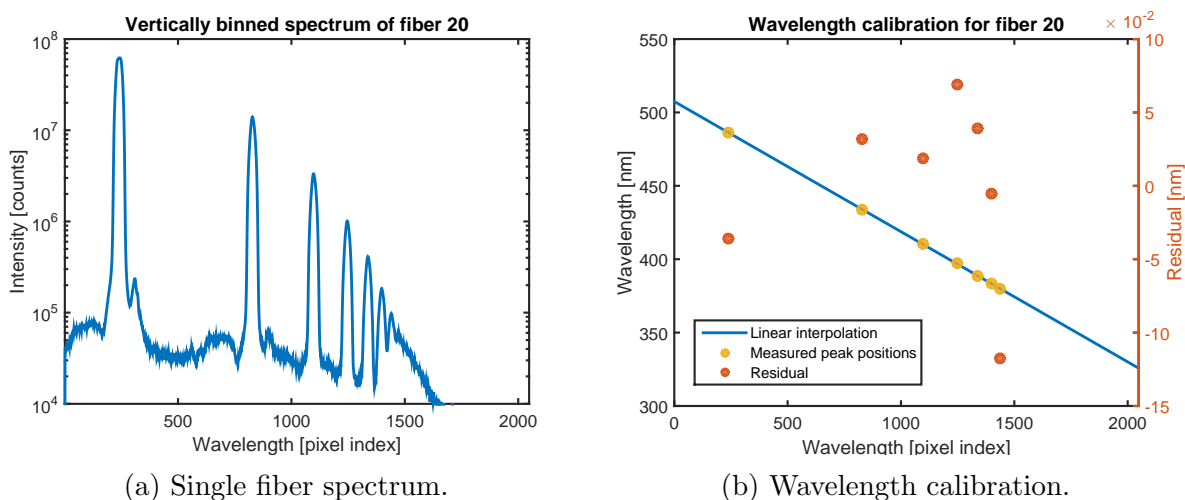 Vertically binned spectrum of fiber 20
10^8
10^7
10^6
10^5
10^4
Intensity [counts]
500
1000
1500
2000
Wavelength [pixel index]
(a) Single fiber spectrum.
Wavelength calibration for fiber 20
× 10^-2
550
500
450
400
350
300
Wavelength [nm]
10
5
0
-5
-10
-15
Residual [nm]
Linear interpolation
Measured peak positions
Residual
0
500
1000
1500
2000
Wavelength [pixel index]
(b) Wavelength calibration.